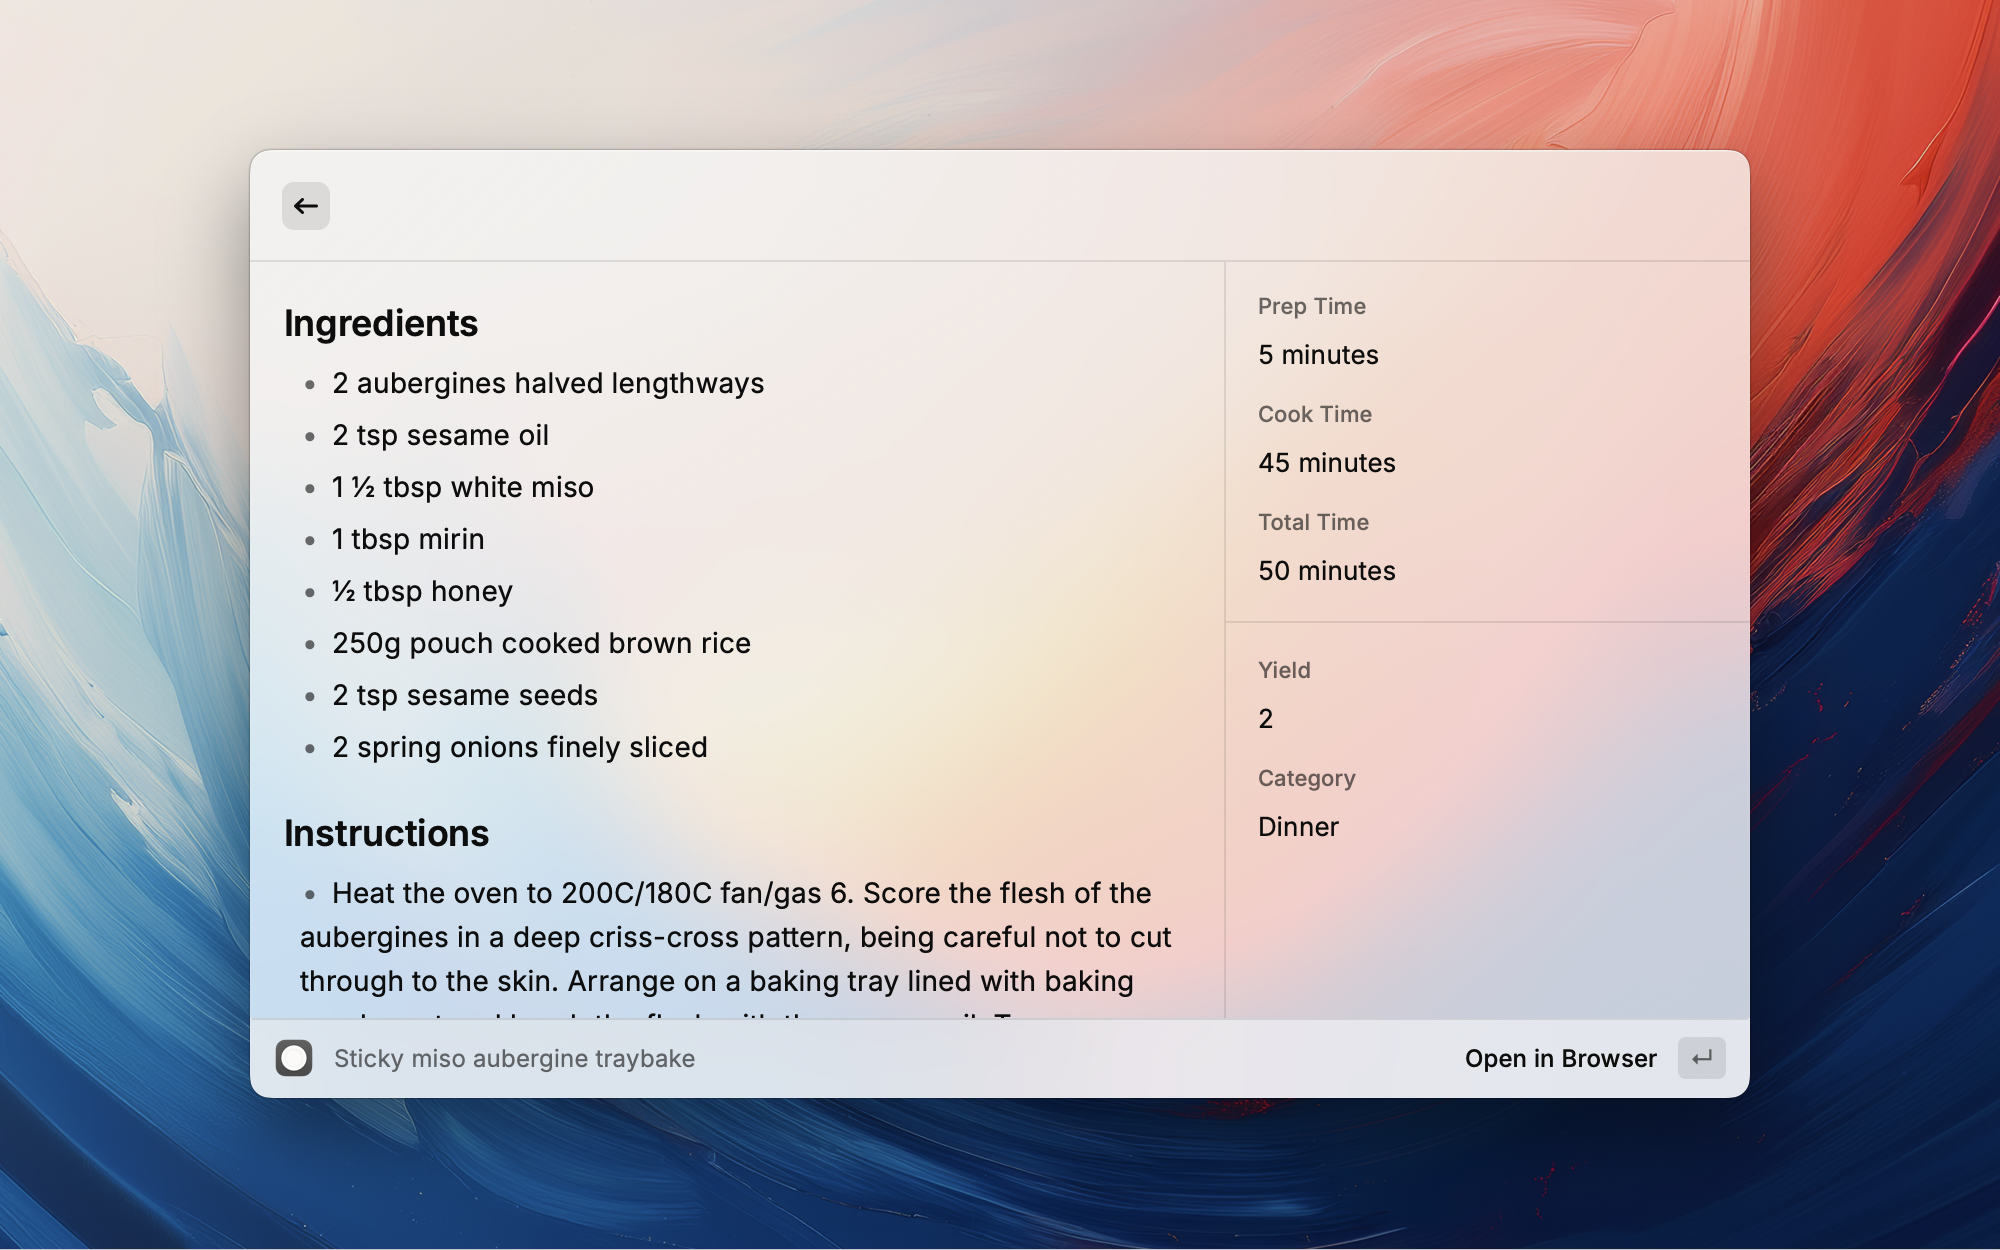 Ingredients
2 aubergines halved lengthways
2 tsp sesame oil
1 ½ tbsp white miso
1 tbsp mirin
½ tbsp honey
250g pouch cooked brown rice
2 tsp sesame seeds
2 spring onions finely sliced
Instructions
Heat the oven to 200C/180C fan/gas 6. Score the flesh of the
aubergines in a deep criss-cross pattern, being careful not to cut
through to the skin. Arrange on a baking tray lined with baking
Prep Time
5 minutes
Cook Time
45 minutes
Total Time
50 minutes
Yield
2
Category
Dinner
Sticky miso aubergine traybake
Open in Browser